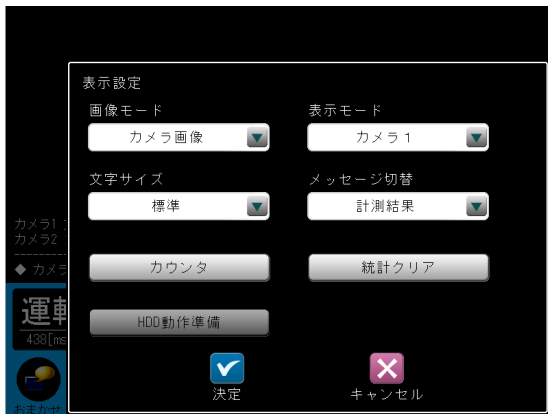 表示設定
画像モード
表示モード
カメラ画像
カメラ1
文字サイズ
メッセージ切替
標準
計測結果
カメラ1 :
カメラ2 :
◆ カメラ
カウンタ
統計クリア
運転
HDD動作準備
438[ms
決定
キャンセル
おまかせ